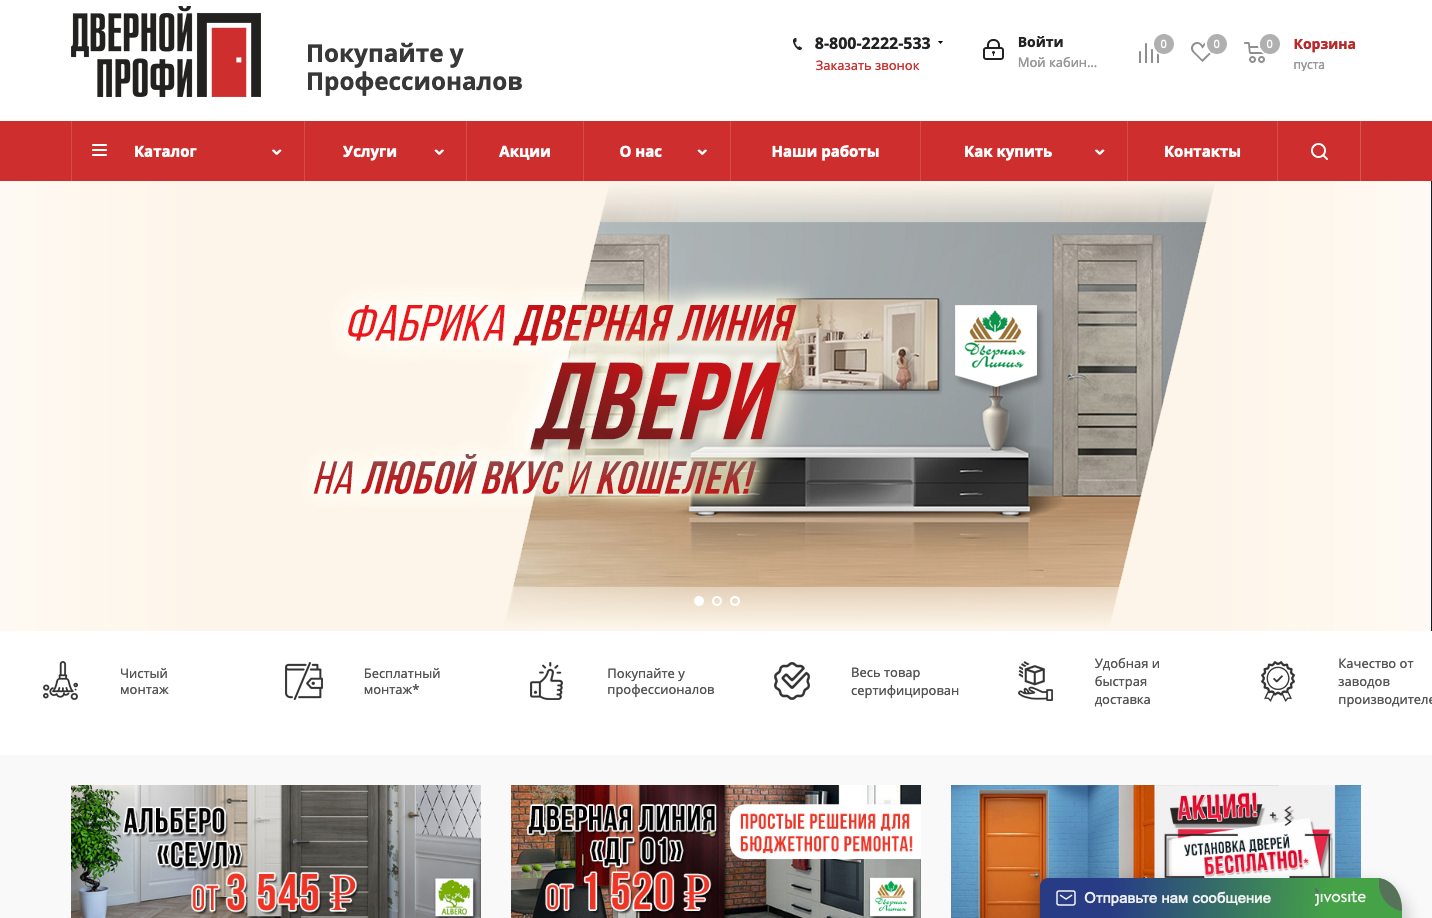 ДВЕРНОЙ
ПРОФИ
Покупайте у
Профессионалов
8-800-2222-533
Заказать звонок
Войти
Мой кабин...
0
0
0
Корзина
пуста
Каталог
Услуги
Акции
О нас
Наши работы
Как купить
Контакты
ФАБРИКА ДВЕРНАЯ ЛИНИЯ
ДВЕРИ
НА ЛЮБОЙ ВКУС И КОШЕЛЕК!
Дверная
Линия
Чистый
монтаж
Бесплатный
монтаж*
Покупайте у
профессионалов
Весь товар
сертифицирован
Удобная и
быстрая
доставка
Качество от
заводов
производителе
АЛЬБЕРО
«СЕУЛ»
ОТ 3 545 ₽
ALBERO
ДВЕРНАЯ ЛИНИЯ
«ДГ 01»
ОТ 1 520 ₽
ПРОСТЫЕ РЕШЕНИЯ ДЛЯ
БЮДЖЕТНОГО РЕМОНТА!
Дверная
Линия
АКЦИЯ!
УСТАНОВКА ДВЕРЕЙ
БЕСПЛАТНО!*
Отправьте нам сообщение
jivosite